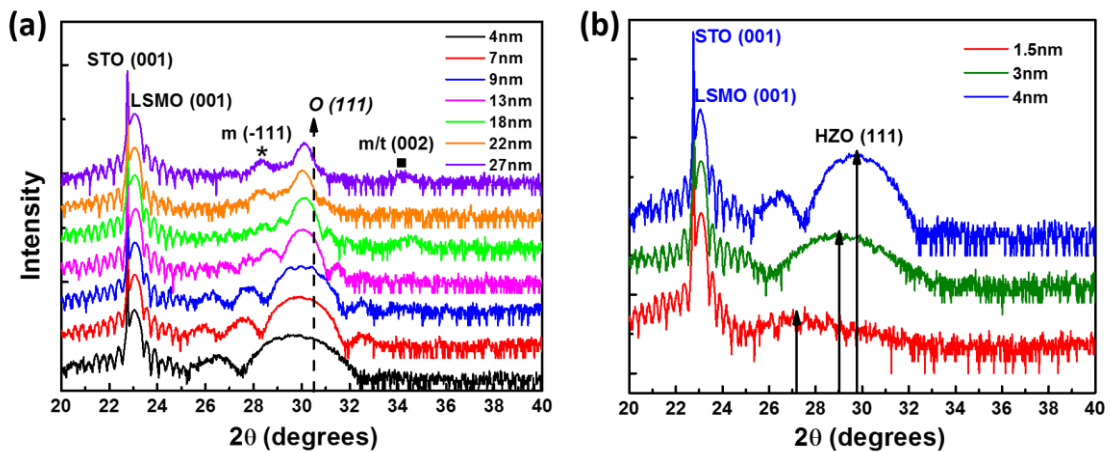 (a)
STO (001)
LSMO (001)
m (-111)
*
O (111)
m/t (002)
4nm
7nm
9nm
13nm
18nm
22nm
27nm
Intensity
20 22 24 26 28 30 32 34 36 38 40
2θ (degrees)
(b)
STO (001)
LSMO (001)
HZO (111)
1.5nm
3nm
4nm
20 22 24 26 28 30 32 34 36 38 40
2θ (degrees)